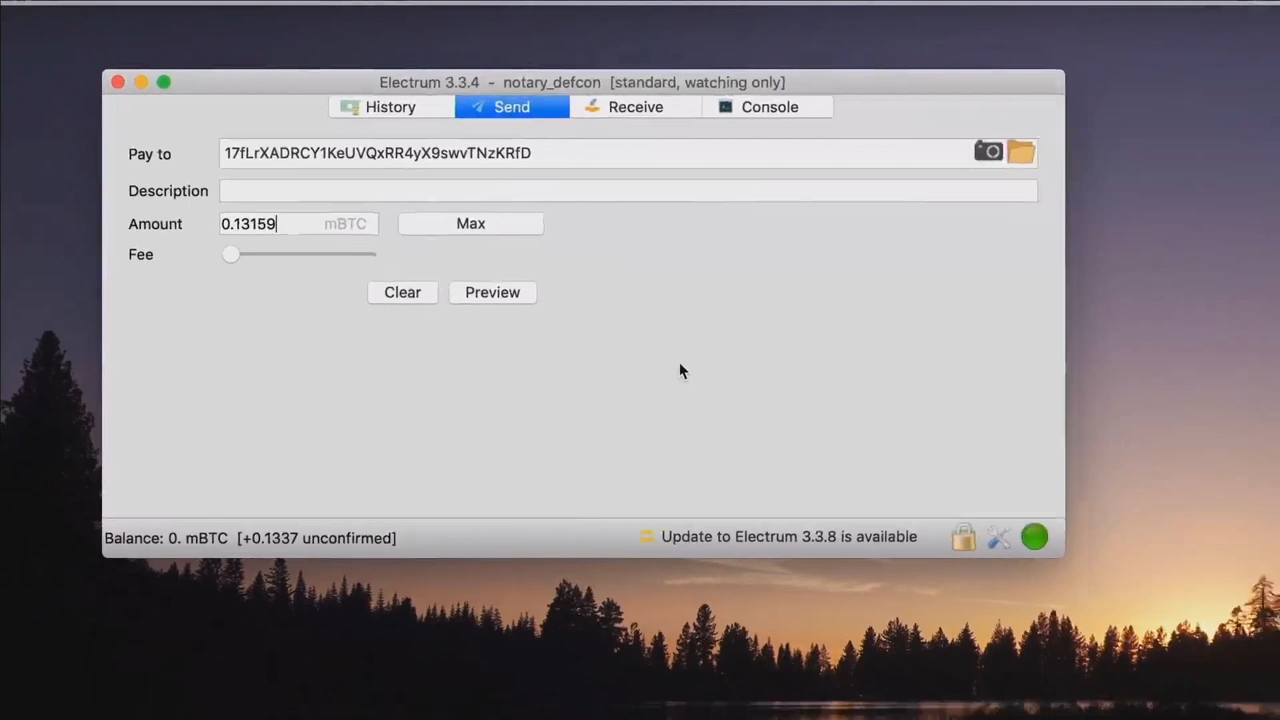 Electrum 3.3.4 - notary_defcon [standard, watching only]
History Send Receive Console
Pay to 17fLrXADRCY1KeUVQxRR4yX9swvTNzKRfD
Description
Amount 0.13159 mBTC Max
Fee
Clear Preview
Balance: 0. mBTC [+0.1337 unconfirmed] Update to Electrum 3.3.8 is available